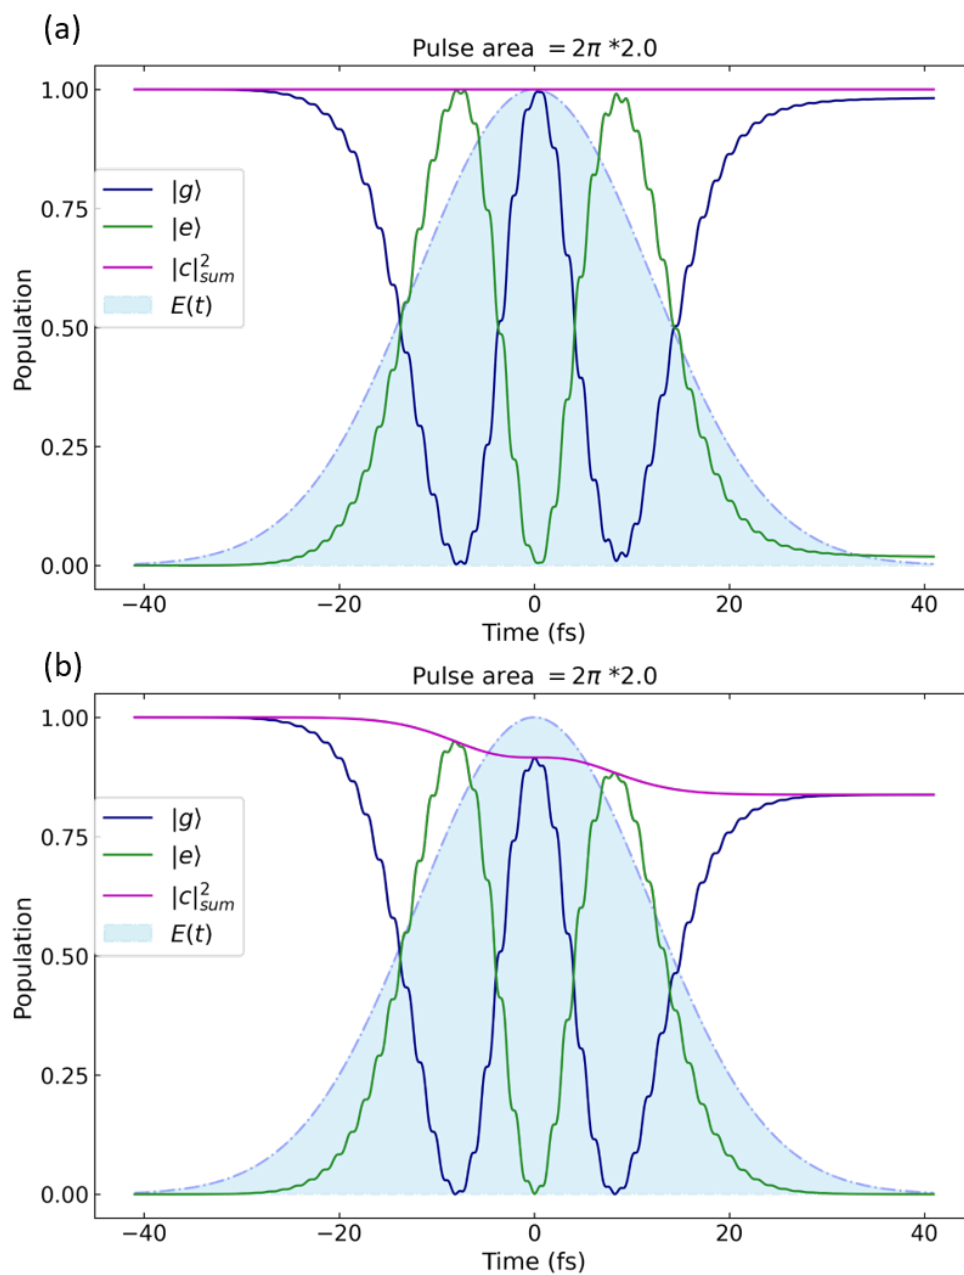 (a)
Pulse area = 2π *2.0
Population
1.00
0.75
0.50
0.25
0.00
|g⟩
|e⟩
|c|²sum
E(t)
−40
−20
0
20
40
Time (fs)
(b)
Pulse area = 2π *2.0
Population
1.00
0.75
0.50
0.25
0.00
|g⟩
|e⟩
|c|²sum
E(t)
−40
−20
0
20
40
Time (fs)